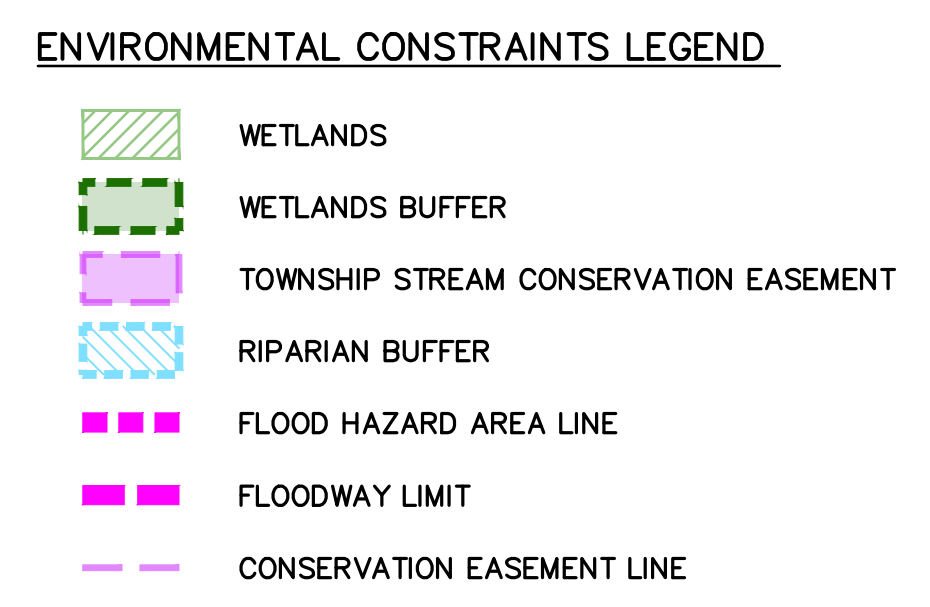 ENVIRONMENTAL CONSTRAINTS LEGEND
WETLANDS
WETLANDS BUFFER
TOWNSHIP STREAM CONSERVATION EASEMENT
RIPARIAN BUFFER
FLOOD HAZARD AREA LINE
FLOODWAY LIMIT
CONSERVATION EASEMENT LINE